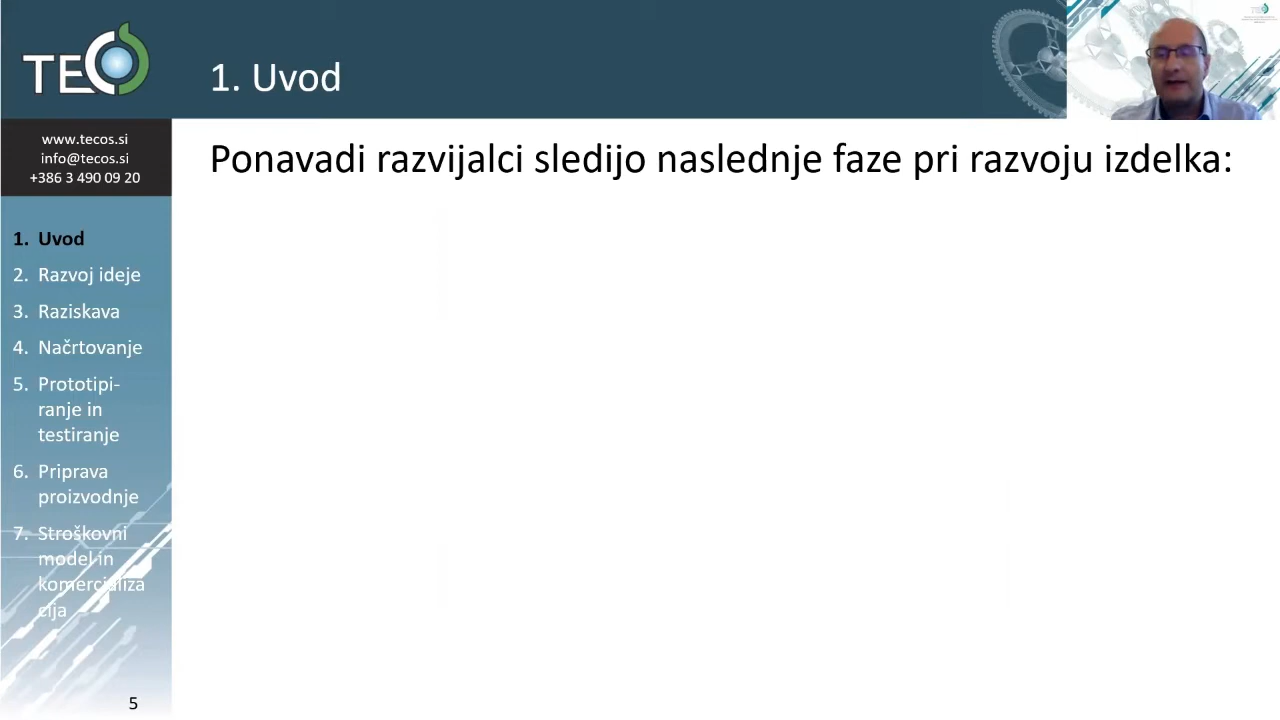 TECOS
1. Uvod
www.tecos.si
info@tecos.si
+386 3 490 09 20
Ponavadi razvijalci sledijo naslednje faze pri razvoju izdelka:
1. Uvod
2. Razvoj ideje
3. Raziskava
4. Načrtovanje
5. Prototipi-
ranje in
testiranje
6. Priprava
proizvodnje
7. Stroškovni
model in
komercializa
cija
5